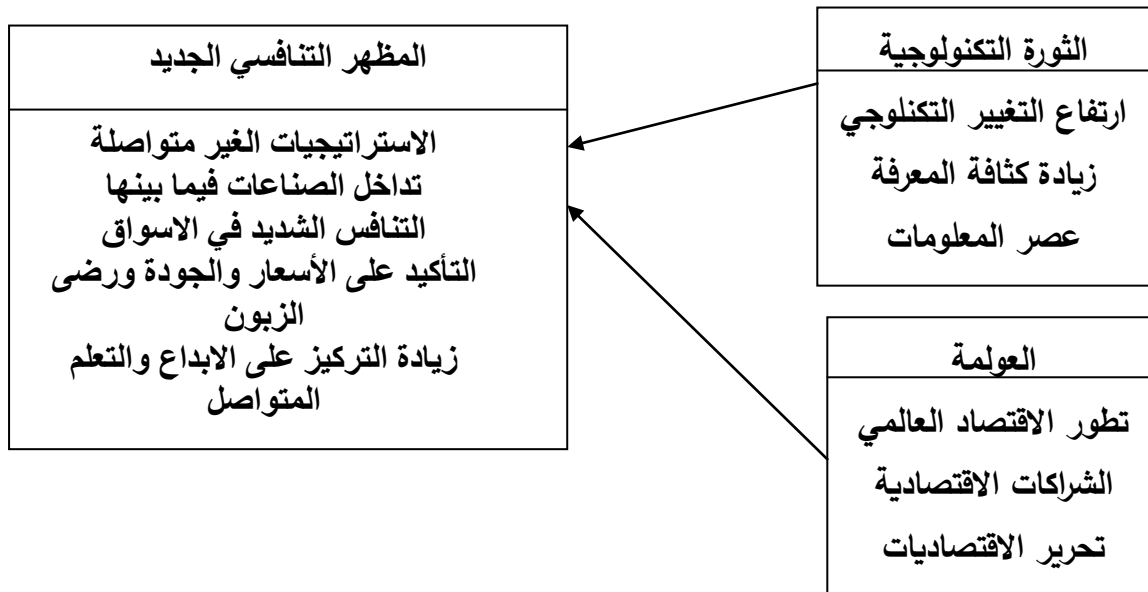 الثورة التكنولوجية
ارتفاع التغيير التكنلوجي
زيادة كثافة المعرفة
عصر المعلومات
العولمة
تطور الاقتصاد العالمي
الشراكات الاقتصادية
تحرير الاقتصاديات
المظهر التنافسي الجديد
الاستراتيجيات الغير متواصلة
تداخل الصناعات فيما بينها
التنافس الشديد في الاسواق
التأكيد على الأسعار والجودة ورضى
الزبون
زيادة التركيز على الابداع والتعلم
المتواصل